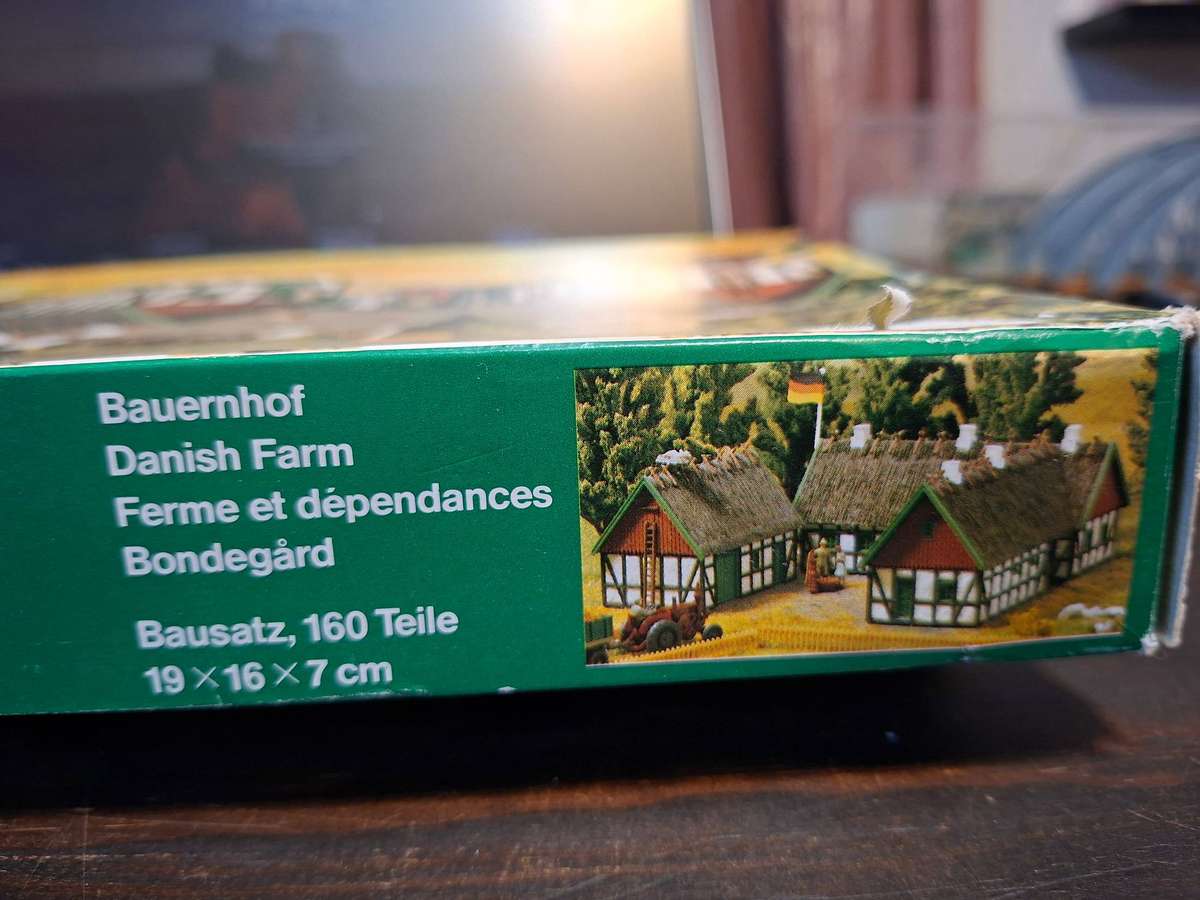 Bauernhof
Danish Farm
Ferme et dépendances
Bondegård
Bausatz, 160 Teile
19 × 16 × 7 cm